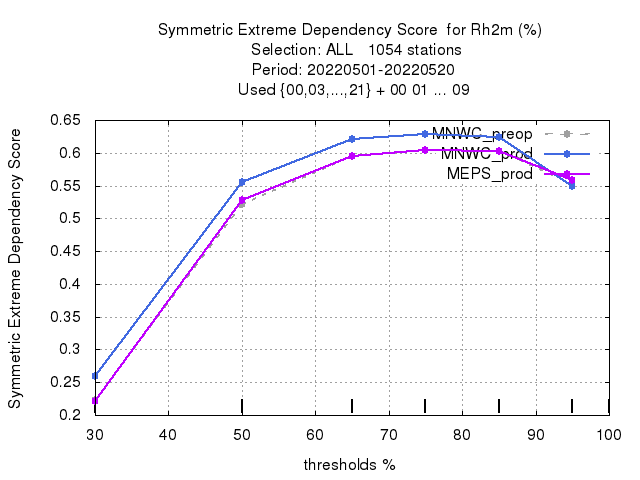 Symmetric Extreme Dependency Score  for Rh2m (%)
Selection: ALL   1054 stations
Period: 20220501-20220520
Used {00,03,...,21} + 00 01 ... 09
Symmetric Extreme Dependency Score
0.65
0.6
0.55
0.5
0.45
0.4
0.35
0.3
0.25
0.2
MNWC_preop
MNWC_prod
MEPS_prod
30 40 50 60 70 80 90 100
thresholds %